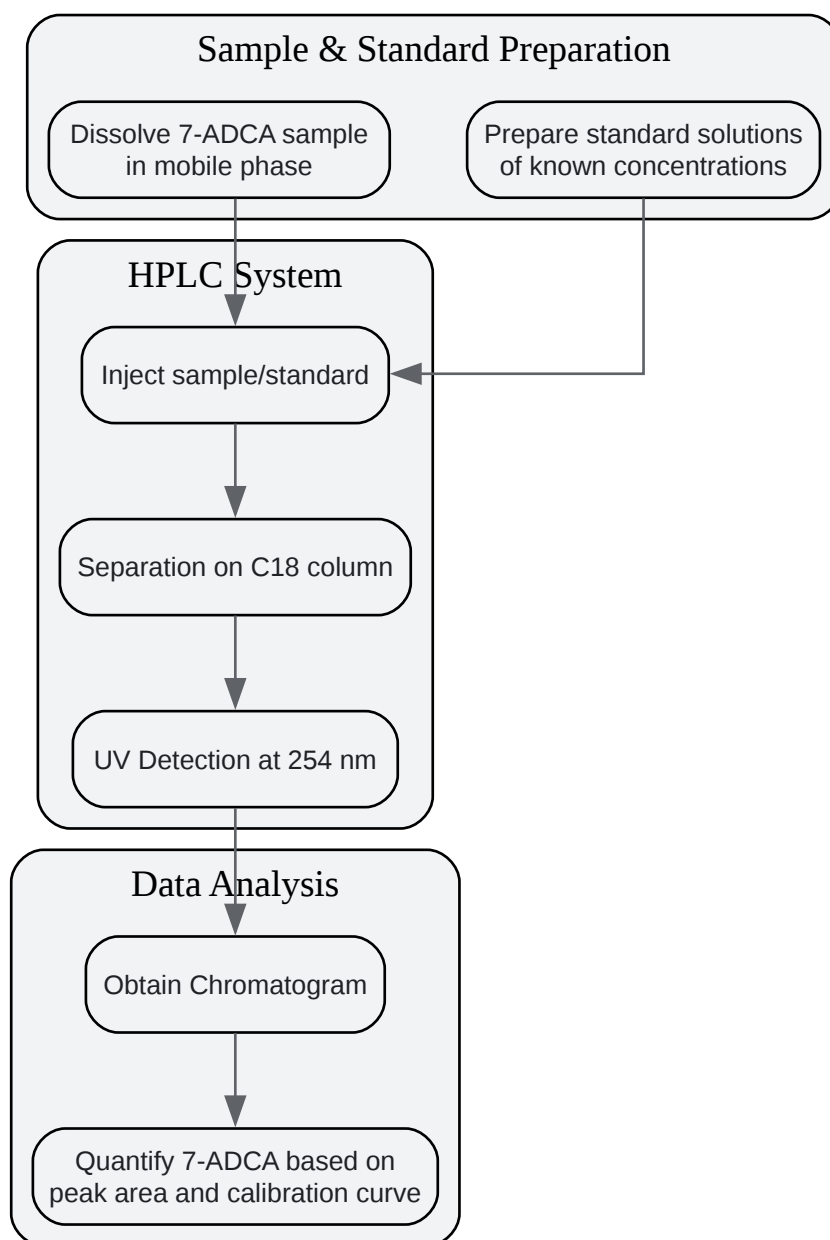 Sample & Standard Preparation
Dissolve 7-ADCA sample
in mobile phase
Prepare standard solutions
of known concentrations
HPLC System
Inject sample/standard
Separation on C18 column
UV Detection at 254 nm
Data Analysis
Obtain Chromatogram
Quantify 7-ADCA based on
peak area and calibration curve